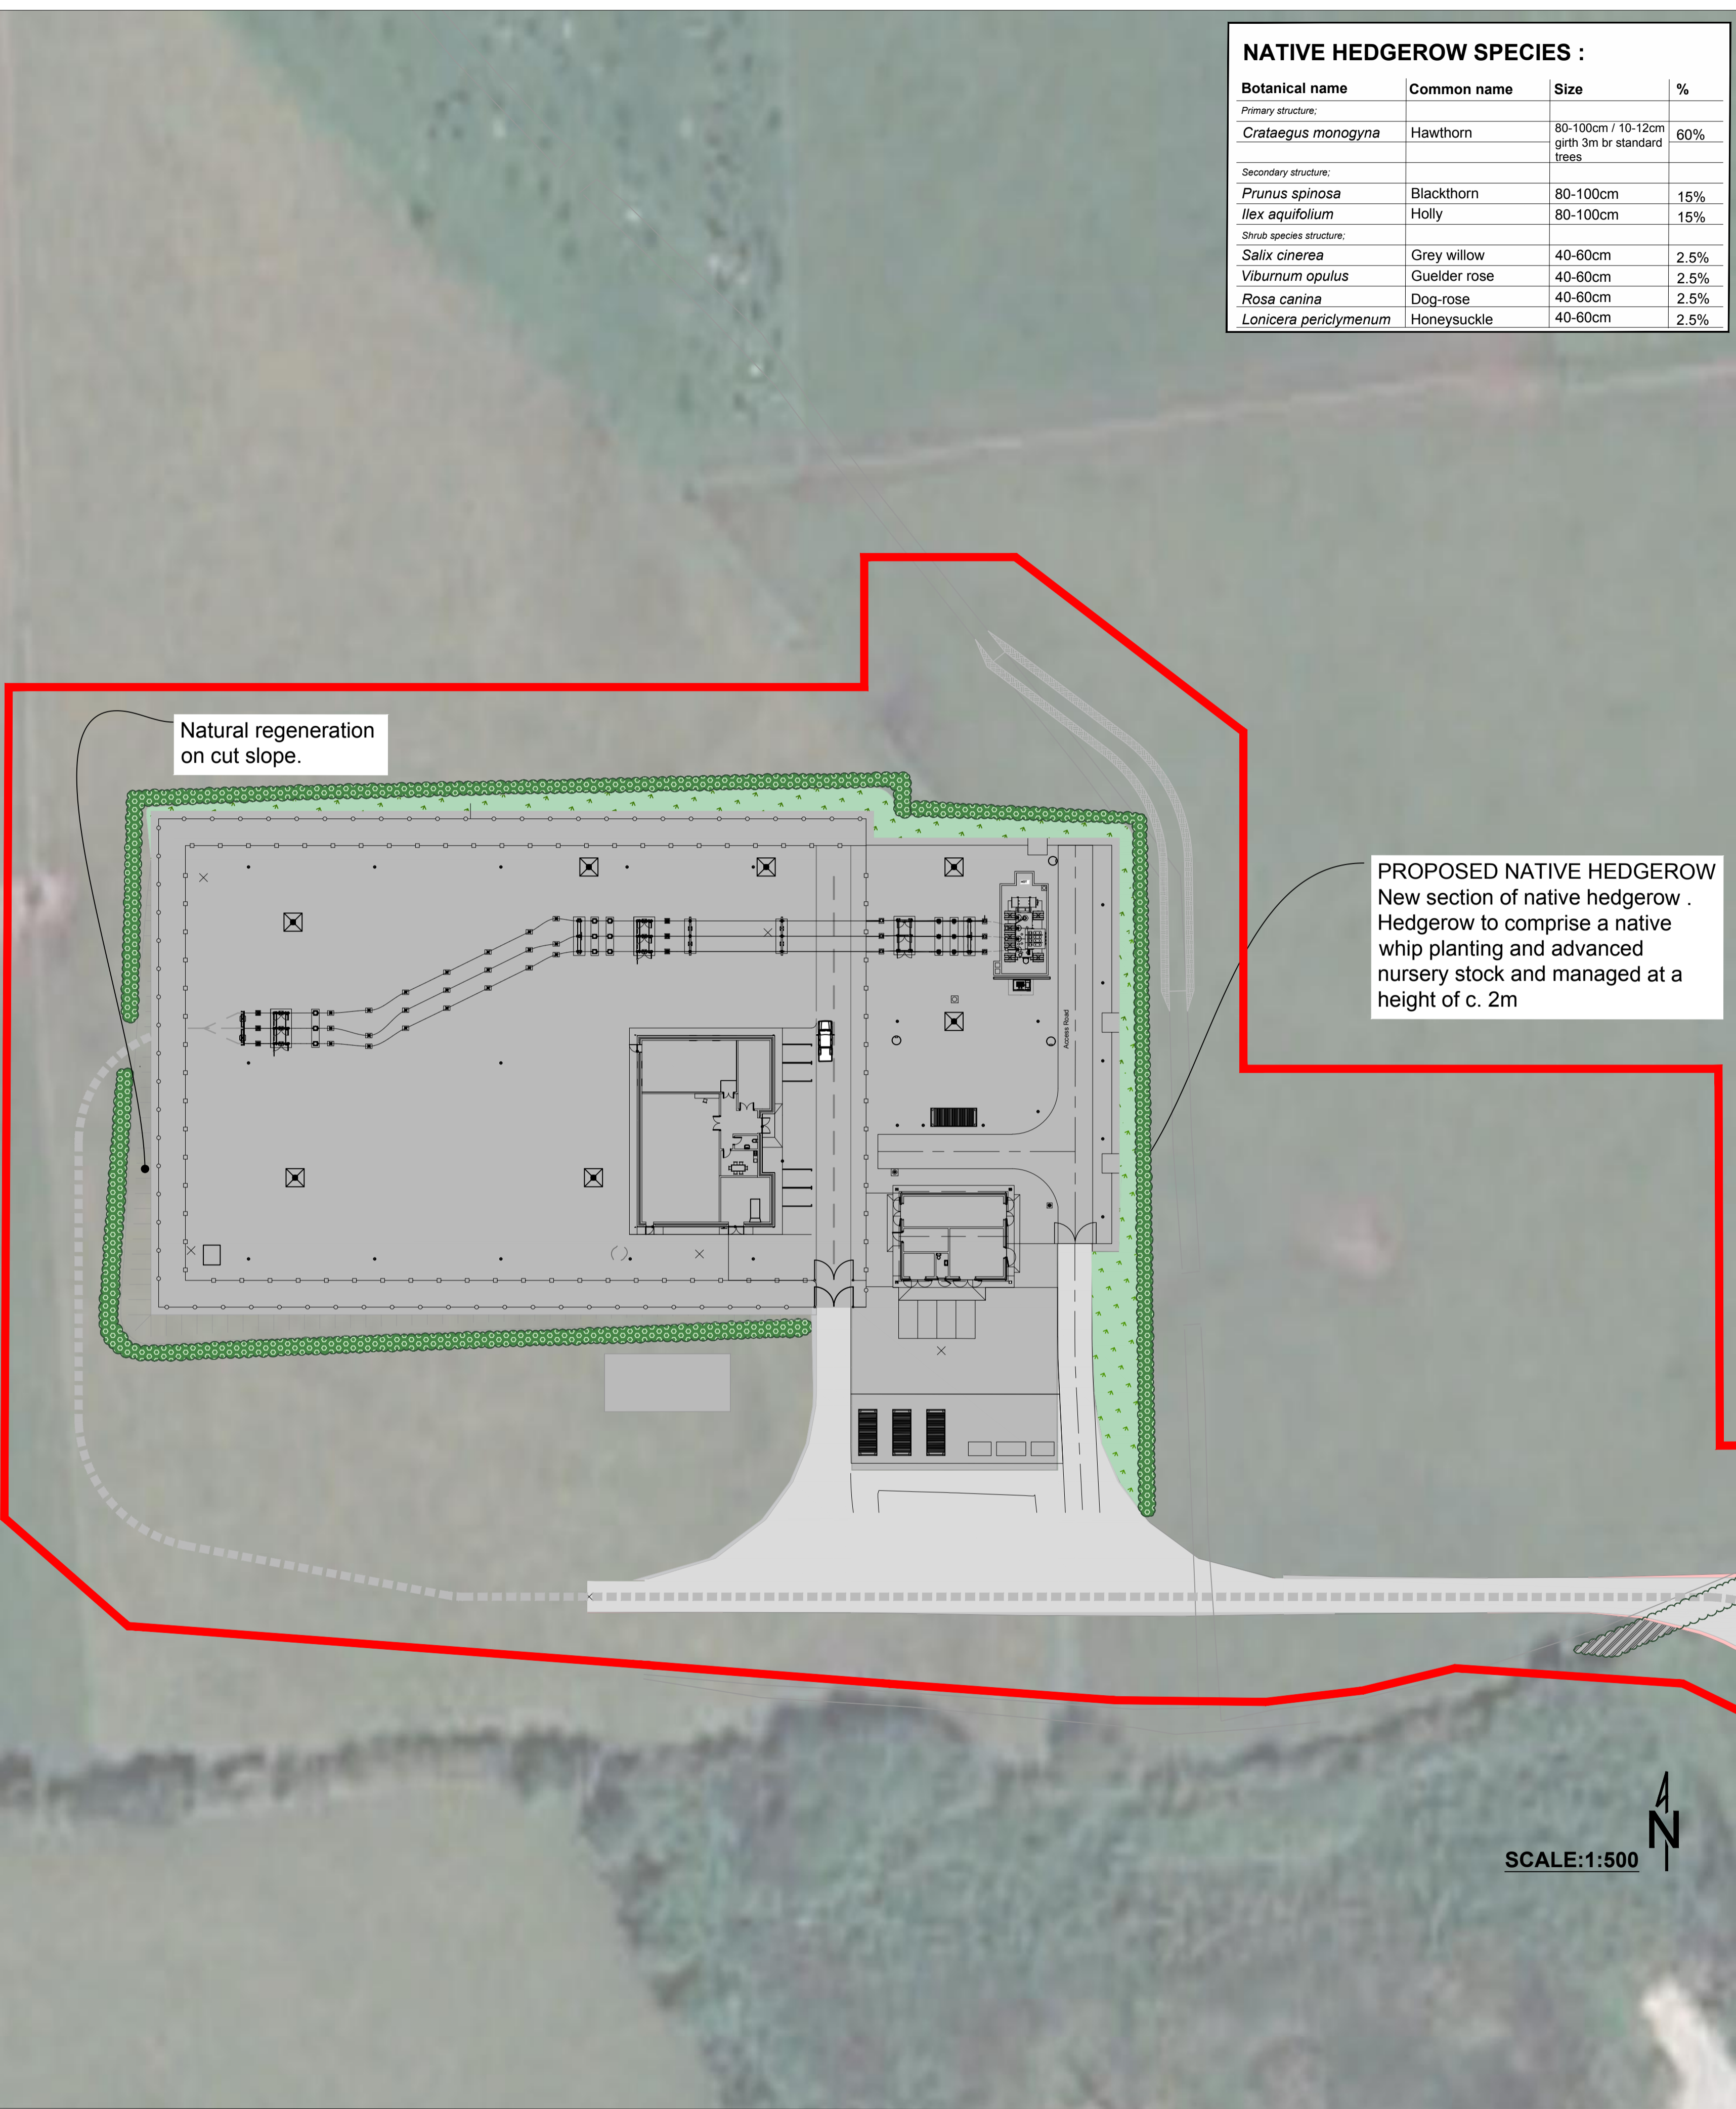 NATIVE HEDGEROW SPECIES :
Botanical name Common name Size %
Primary structure;
Crataegus monogyna Hawthorn 80-100cm / 10-12cm girth 3m br standard trees 60%
Secondary structure;
Prunus spinosa Blackthorn 80-100cm 15%
Ilex aquifolium Holly 80-100cm 15%
Shrub species structure;
Salix cinerea Grey willow 40-60cm 2.5%
Viburnum opulus Guelder rose 40-60cm 2.5%
Rosa canina Dog-rose 40-60cm 2.5%
Lonicera periclymenum Honeysuckle 40-60cm 2.5%
Natural regeneration
on cut slope.
PROPOSED NATIVE HEDGEROW
New section of native hedgerow .
Hedgerow to comprise a native
whip planting and advanced
nursery stock and managed at a
height of c. 2m
Access Road
N
SCALE:1:500